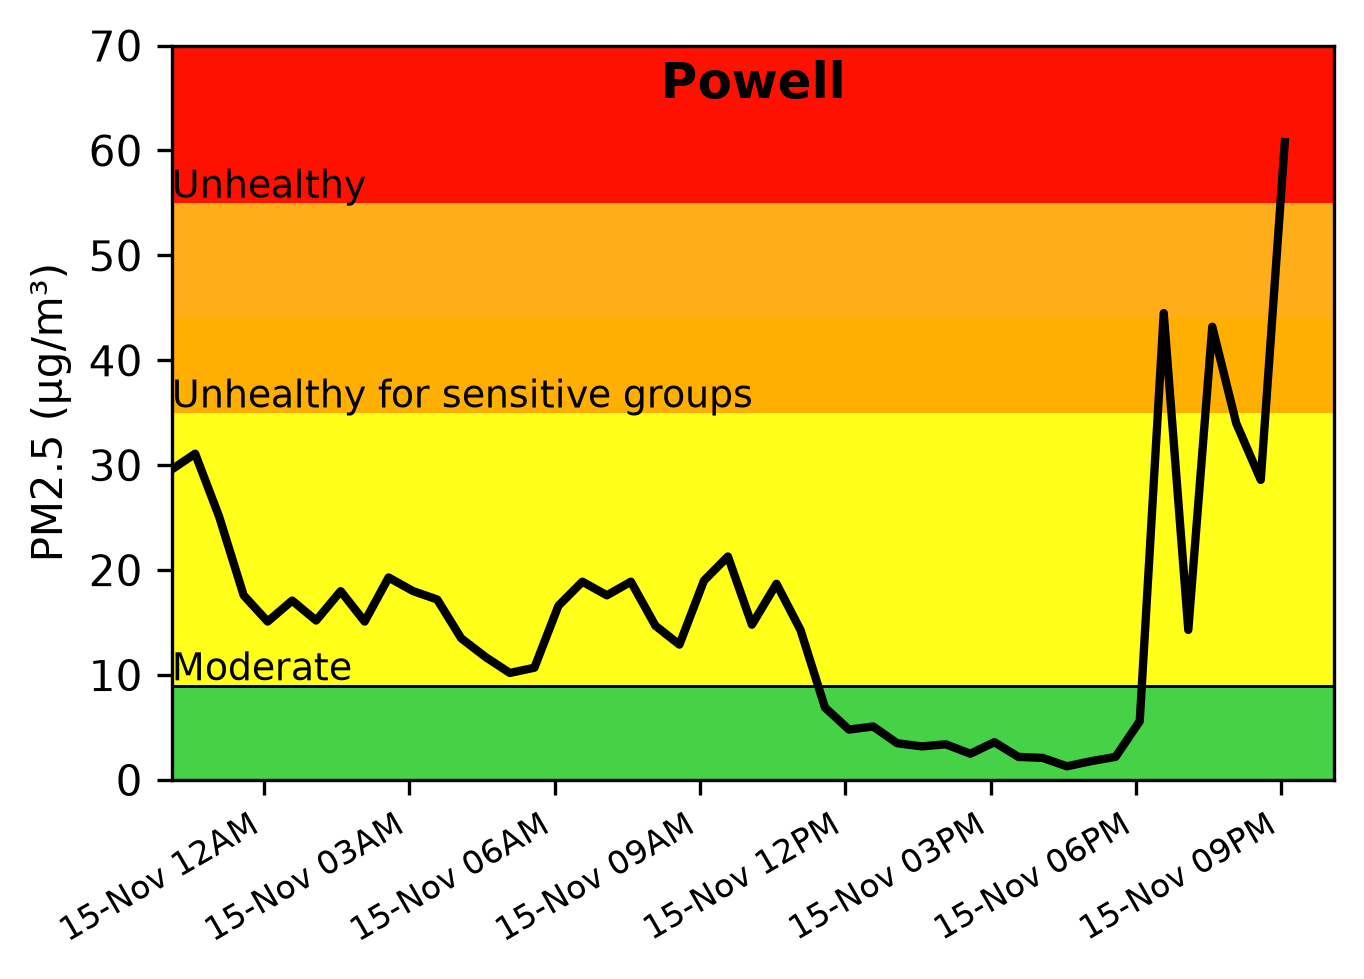 Powell
PM2.5 (µg/m³)
70
60
Unhealthy
50
40
Unhealthy for sensitive groups
30
20
10
Moderate
0
15-Nov 12AM
15-Nov 03AM
15-Nov 06AM
15-Nov 09AM
15-Nov 12PM
15-Nov 03PM
15-Nov 06PM
15-Nov 09PM